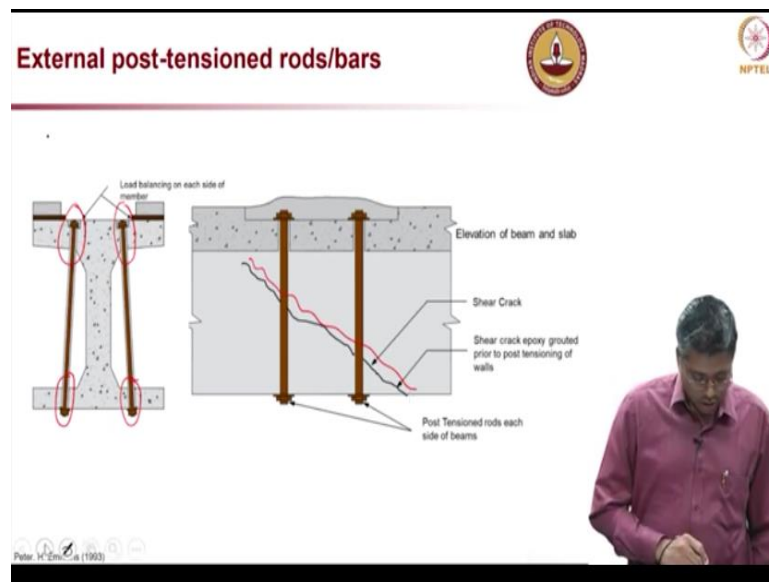 External post-tensioned rods/bars
NPTEL
Load balancing on each side of
member
Elevation of beam and slab
Shear Crack
Shear crack epoxy grouted
prior to post tensioning of
walls
Post Tensioned rods each
side of beams
Peter. H. (1993)